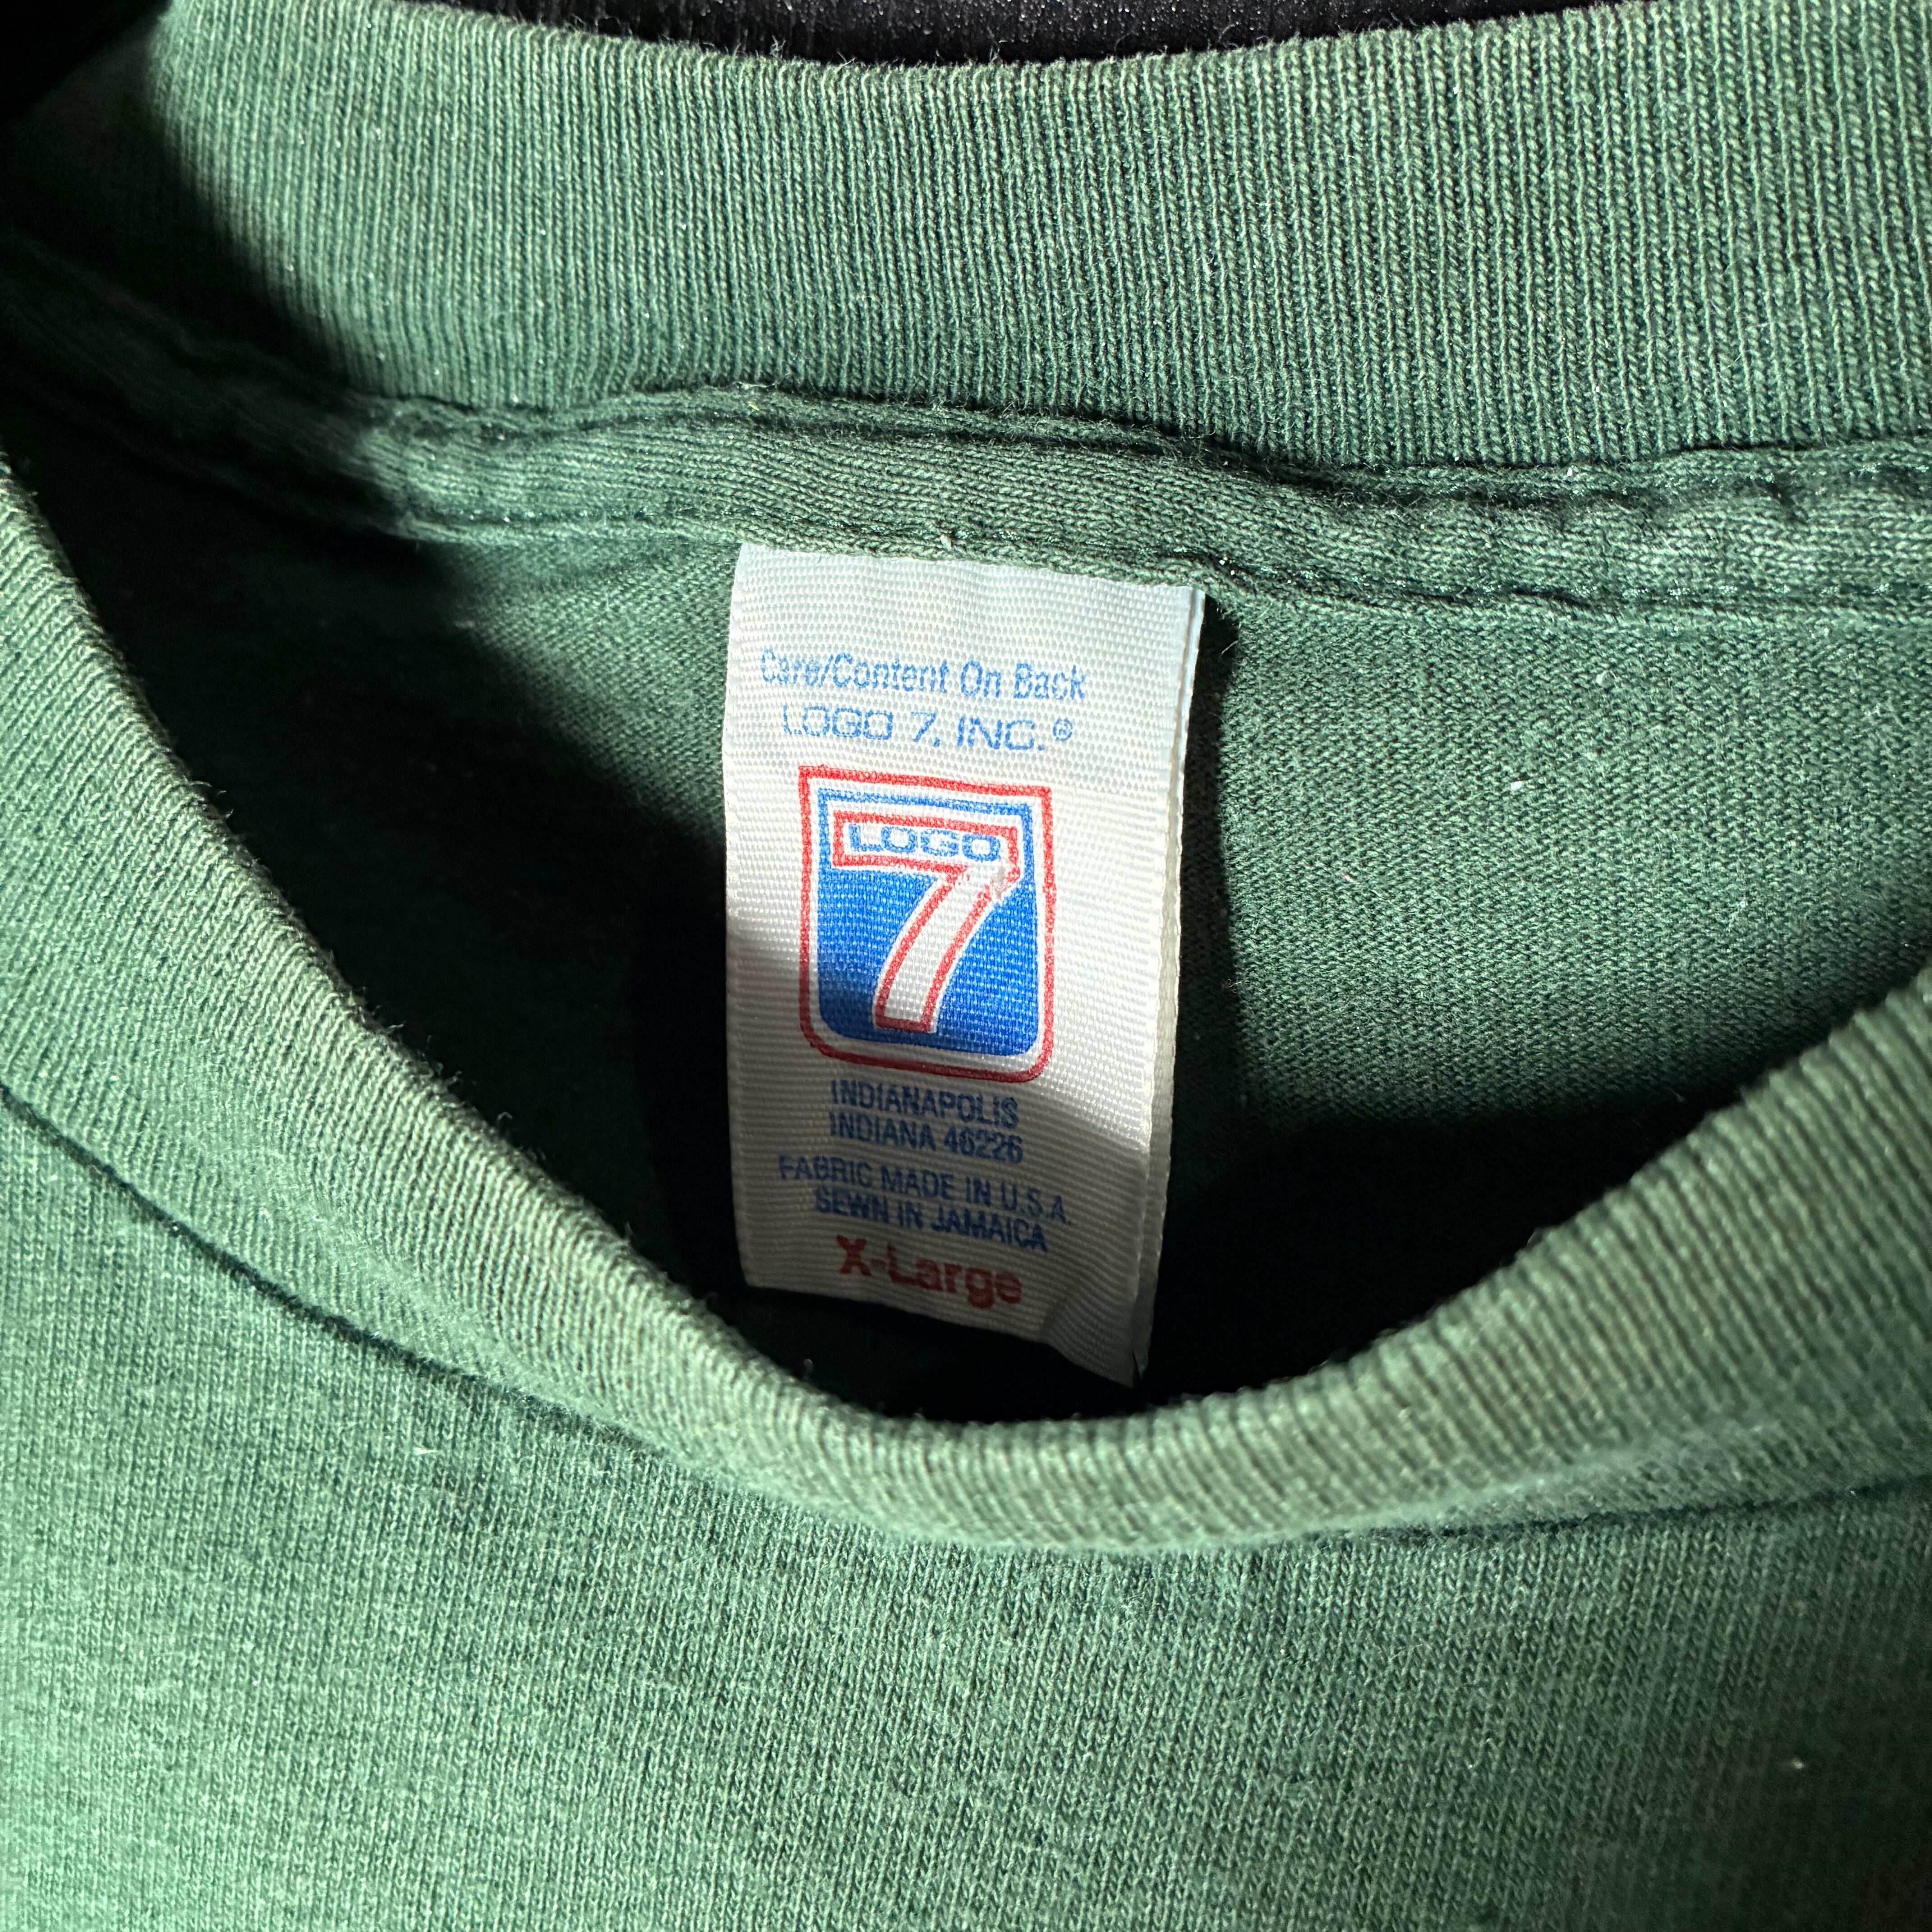 Care/Content On Back
LOGO 7, INC.®
LOGO
7
INDIANAPOLIS
INDIANA 46226
FABRIC MADE IN U.S.A.
SEWN IN JAMAICA
X-Large